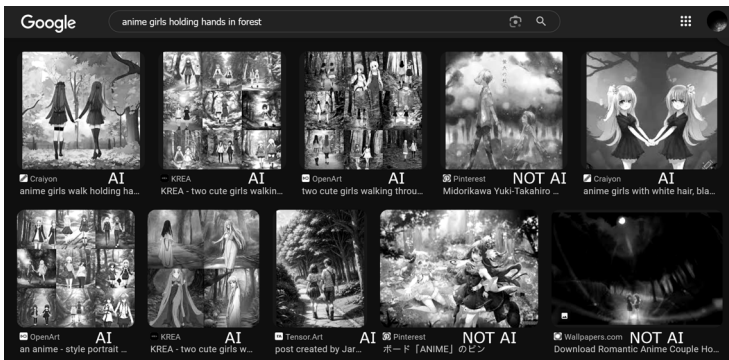 Google
anime girls holding hands in forest
Craiyon AI
anime girls walk holding ha...
KREA AI
KREA - two cute girls walkin...
OpenArt AI
two cute girls walking throu...
Pinterest NOT AI
Midorikawa Yuki-Takahiro ...
Craiyon AI
anime girls with white hair, bla...
OpenArt AI
an anime - style portrait ...
KREA AI
KREA - two cute girls w...
Tensor.Art AI
post created by Jar...
Pinterest NOT AI
ボード「ANIME」のピン
Wallpapers.com NOT AI
Download Romantic Anime Couple Ho...